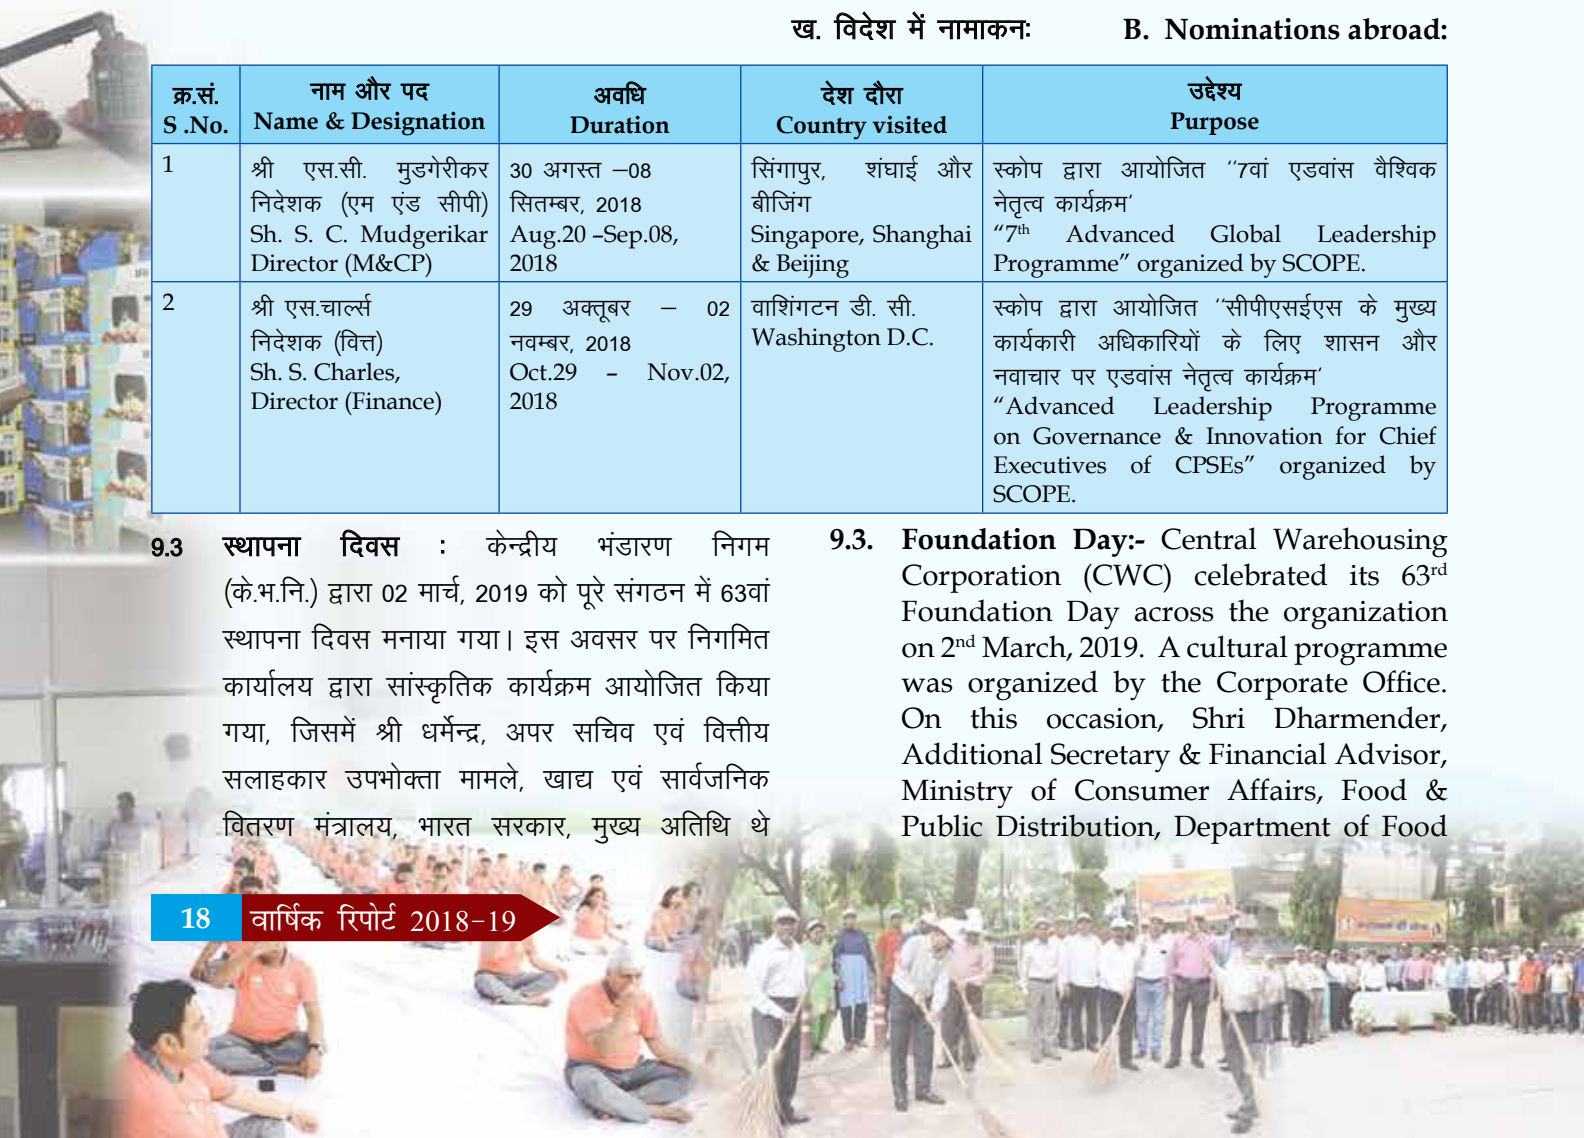 ख. विदेश में नामाकनः B. Nominations abroad:
क्र.सं.
S .No.
नाम और पद
Name & Designation
अवधि
Duration
देश दौरा
Country visited
उद्देश्य
Purpose
1
श्री एस.सी. मुडगेरीकर
निदेशक (एम एंड सीपी)
Sh. S. C. Mudgerikar
Director (M&CP)
30 अगस्त –08
सितम्बर, 2018
Aug.20 –Sep.08,
2018
सिंगापुर, शंघाई और
बीजिंग
Singapore, Shanghai
& Beijing
स्कोप द्वारा आयोजित ''7वां एडवांस वैश्विक
नेतृत्व कार्यक्रम'
“7th Advanced Global Leadership
Programme” organized by SCOPE.
2
श्री एस.चार्ल्स
निदेशक (वित्त)
Sh. S. Charles,
Director (Finance)
29 अक्तूबर – 02
नवम्बर, 2018
Oct.29 – Nov.02,
2018
वाशिंगटन डी. सी.
Washington D.C.
स्कोप द्वारा आयोजित ''सीपीएसईएस के मुख्य
कार्यकारी अधिकारियों के लिए शासन और
नवाचार पर एडवांस नेतृत्व कार्यक्रम'
“Advanced Leadership Programme
on Governance & Innovation for Chief
Executives of CPSEs” organized by
SCOPE.
9.3 स्थापना दिवस : केन्द्रीय भंडारण निगम
(के.भ.नि.) द्वारा 02 मार्च, 2019 को पूरे संगठन में 63वां
स्थापना दिवस मनाया गया। इस अवसर पर निगमित
कार्यालय द्वारा सांस्कृतिक कार्यक्रम आयोजित किया
गया, जिसमें श्री धर्मेन्द्र, अपर सचिव एवं वित्तीय
सलाहकार उपभोक्ता मामले, खाद्य एवं सार्वजनिक
वितरण मंत्रालय, भारत सरकार, मुख्य अतिथि थे
9.3. Foundation Day:- Central Warehousing
Corporation (CWC) celebrated its 63rd
Foundation Day across the organization
on 2nd March, 2019. A cultural programme
was organized by the Corporate Office.
On this occasion, Shri Dharmender,
Additional Secretary & Financial Advisor,
Ministry of Consumer Affairs, Food &
Public Distribution, Department of Food
18 वार्षिक रिपोर्ट 2018-19